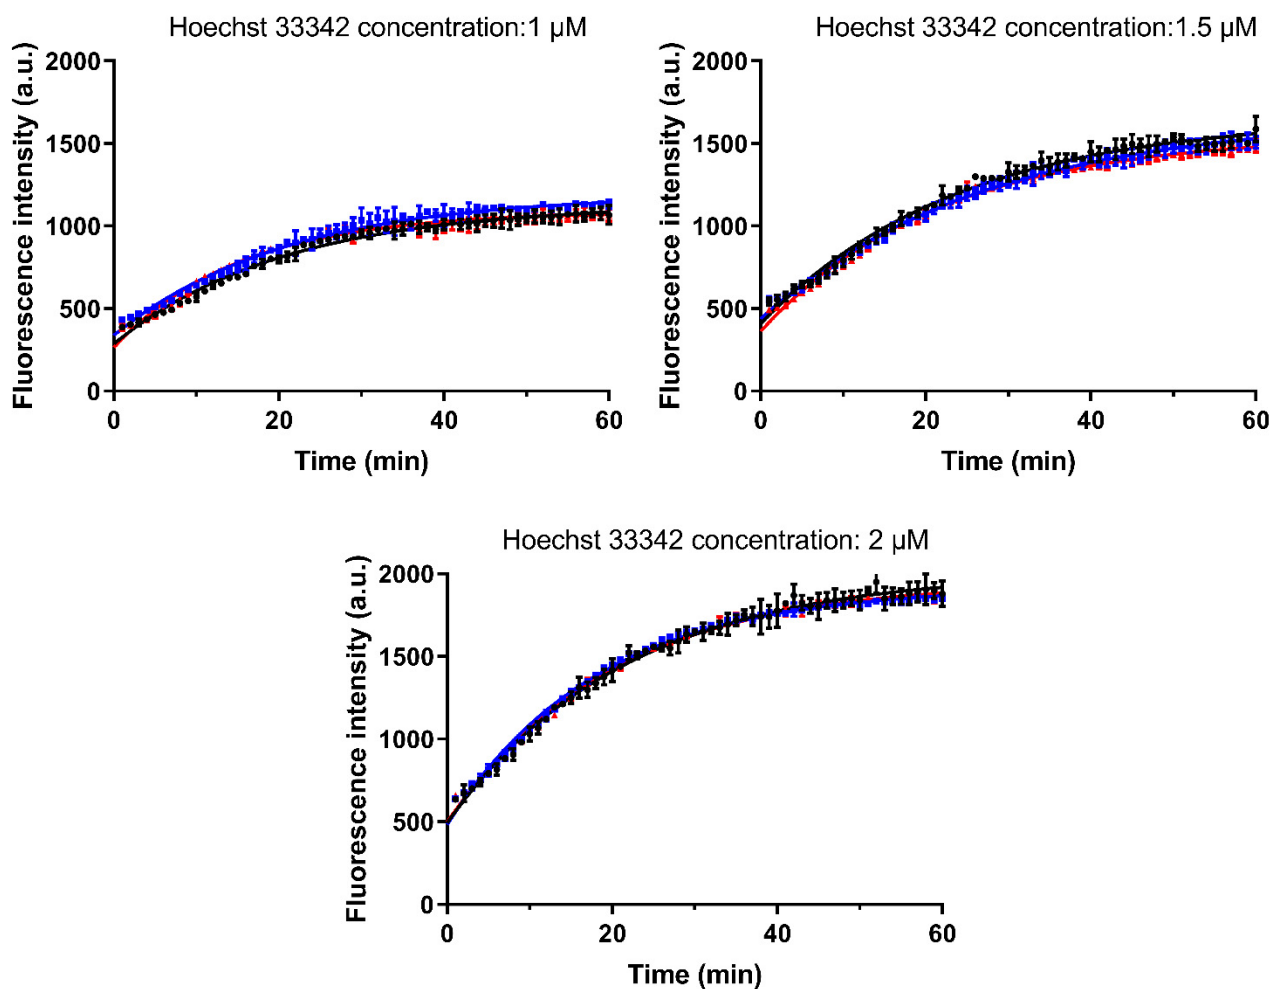 Hoechst 33342 concentration:1 µM
Fluorescence intensity (a.u.)
2000
1500
1000
500
0
0 20 40 60
Time (min)
Hoechst 33342 concentration:1.5 µM
Fluorescence intensity (a.u.)
2000
1500
1000
500
0
0 20 40 60
Time (min)
Hoechst 33342 concentration: 2 µM
Fluorescence intensity (a.u.)
2000
1500
1000
500
0
0 20 40 60
Time (min)